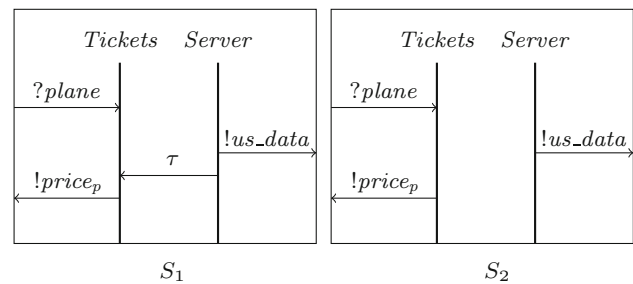 Tickets Server Tickets Server
?plane ?plane
!us_data !us_data
τ
!price_p !price_p
S_1 S_2